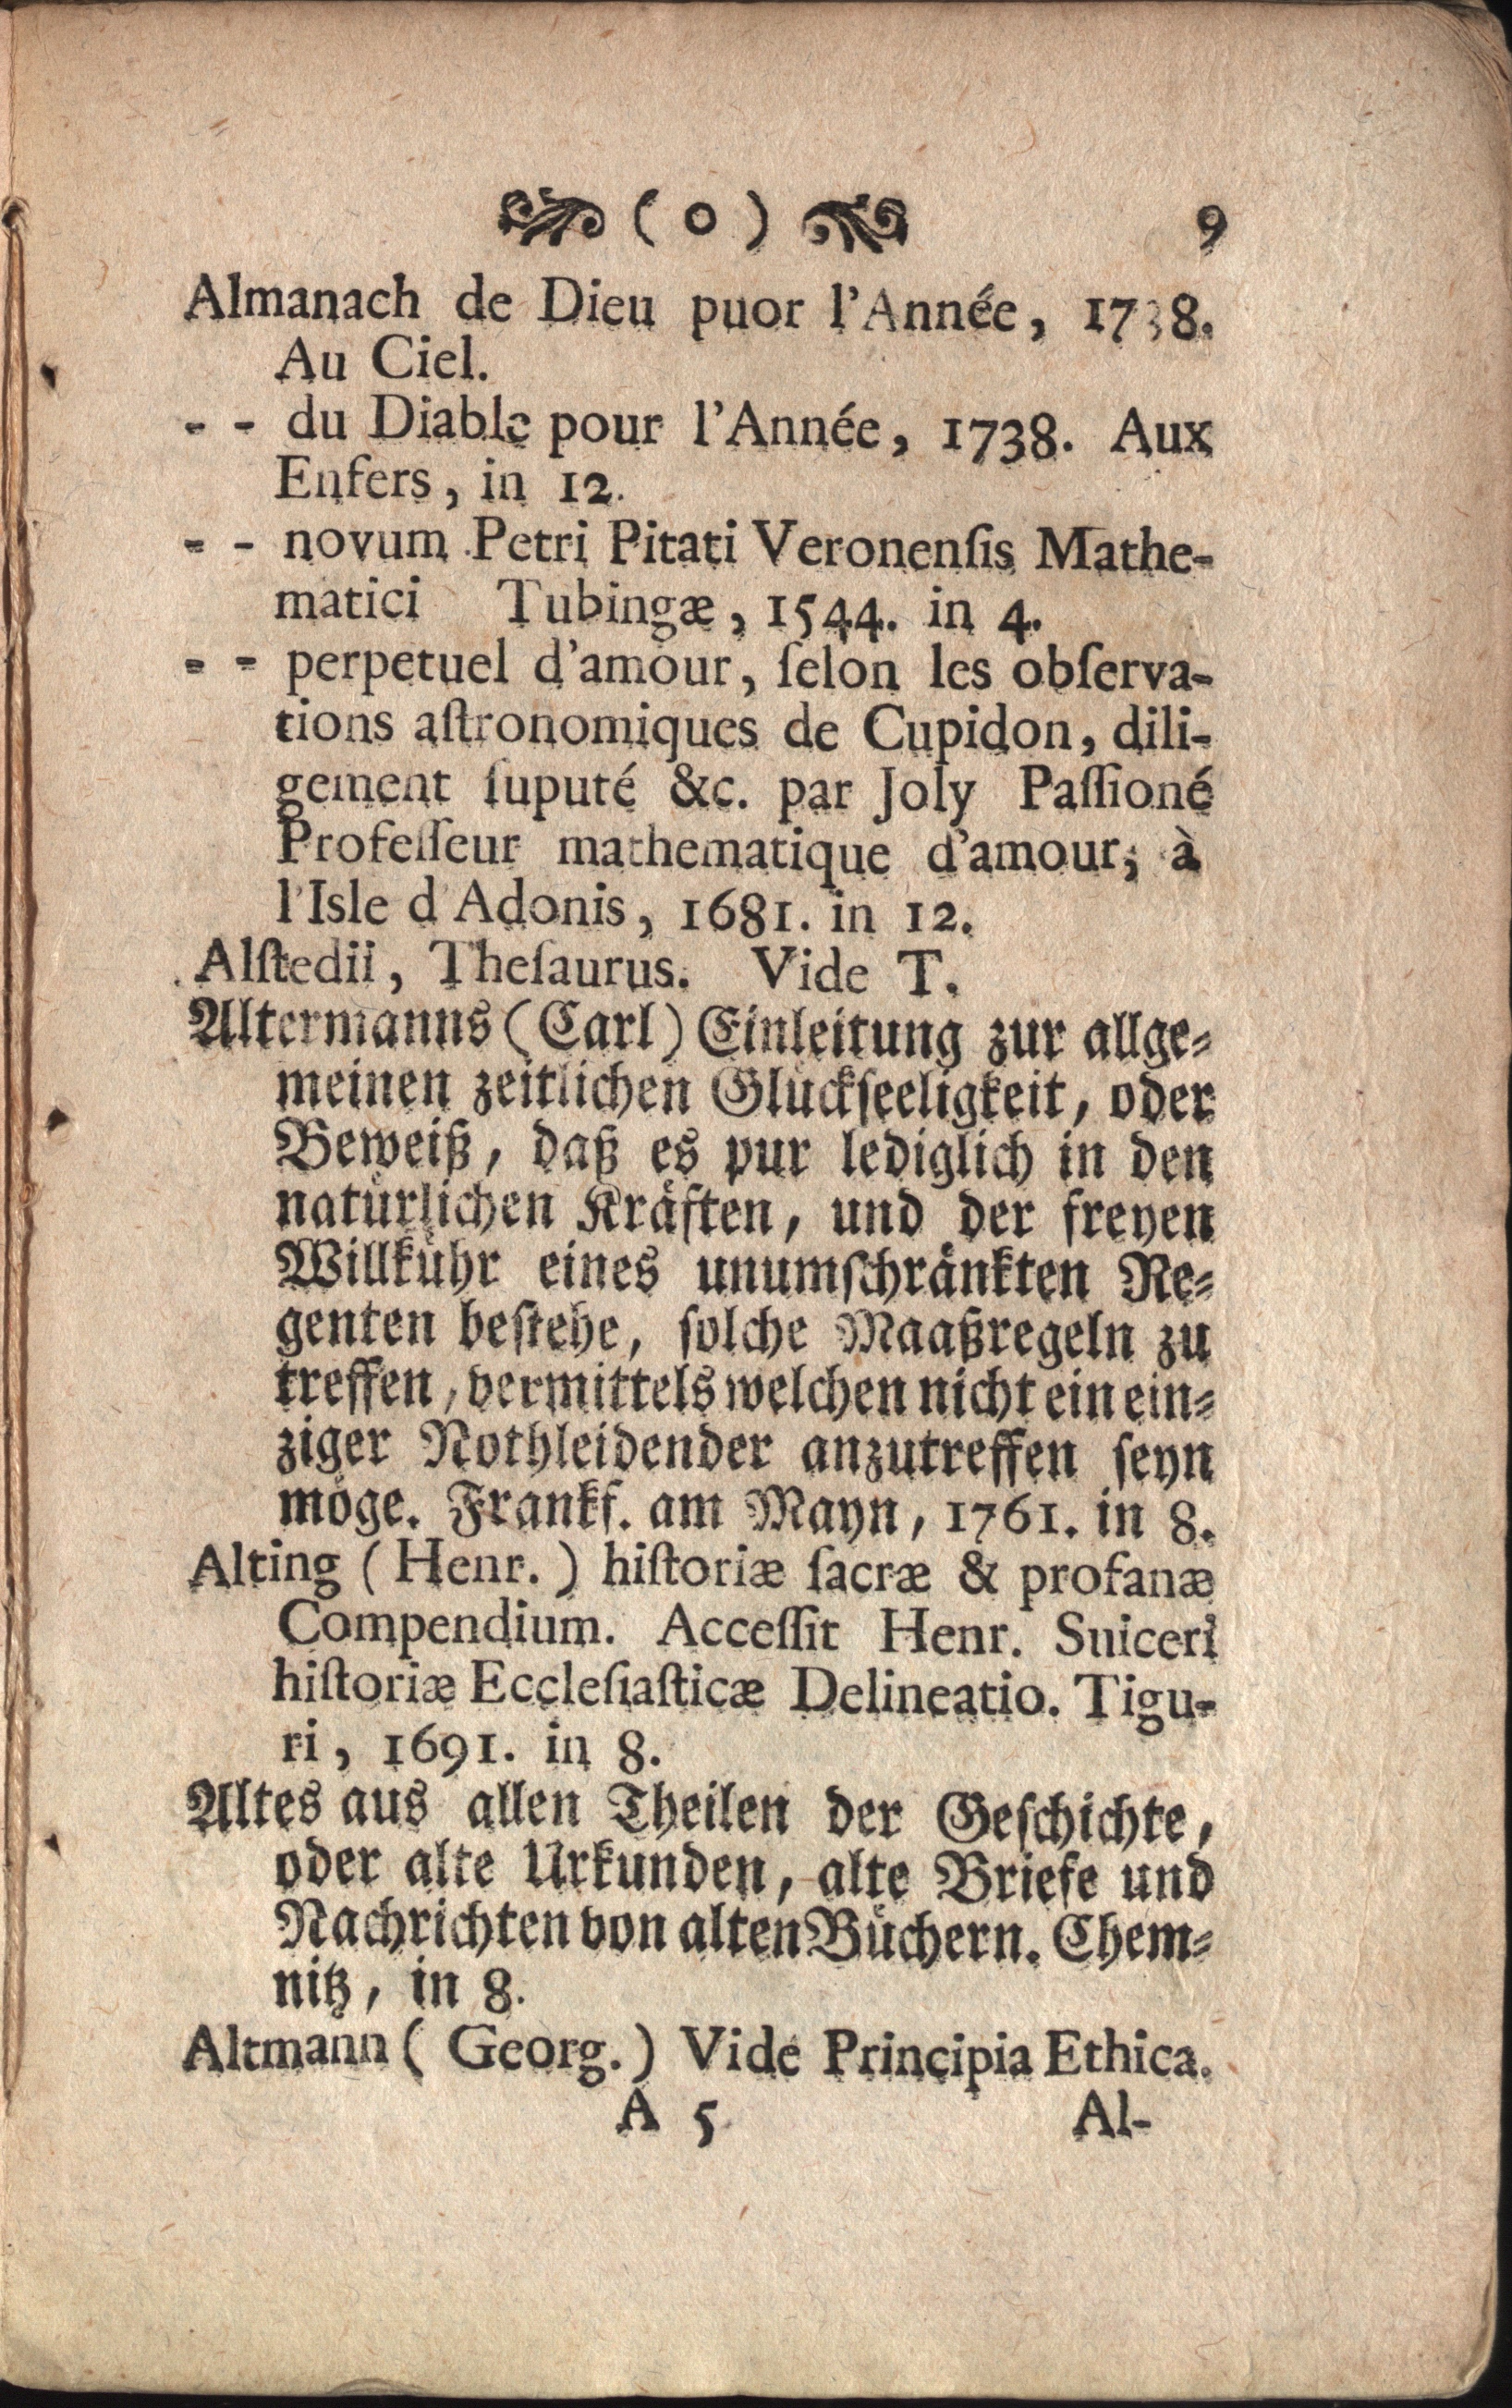 ( o ) 9
Almanach de Dieu puor l'Année, 1738.
Au Ciel.
- - du Diable pour l'Année, 1738. Aux
Enfers, in 12.
- - novum Petri Pitati Veronenſis Mathe-
matici Tubingæ, 1544. in 4.
- - perpetuel d'amour, ſelon les obſerva-
tions aſtronomiques de Cupidon, dili-
gement ſuputé &c. par Joly Paſſioné
Profeſſeur mathematique d'amour; à
l'Isle d'Adonis, 1681. in 12.
Alſtedii, Theſaurus. Vide T.
Altermanns (Carl) Einleitung zur allge-
meinen zeitlichen Glückſeeligkeit, oder
Beweiß, daß es pur lediglich in den
natürlichen Kräften, und der freyen
Willkühr eines unumſchränkten Re-
genten beſtehe, ſolche Maaßregeln zu
treffen, vermittels welchen nicht ein ein-
ziger Nothleidender anzutreffen ſeyn
möge. Frankf. am Mayn, 1761. in 8.
Alting (Henr.) hiſtoriæ ſacræ & profanæ
Compendium. Acceſſit Henr. Suiceri
hiſtoriæ Eccleſiaſticæ Delineatio. Tigu-
ri, 1691. in 8.
Altes aus allen Theilen der Geſchichte,
oder alte Urkunden, alte Briefe und
Nachrichten von alten Büchern. Chem-
nitz, in 8.
Altmann (Georg.) Vide Principia Ethica.
A 5 Al-